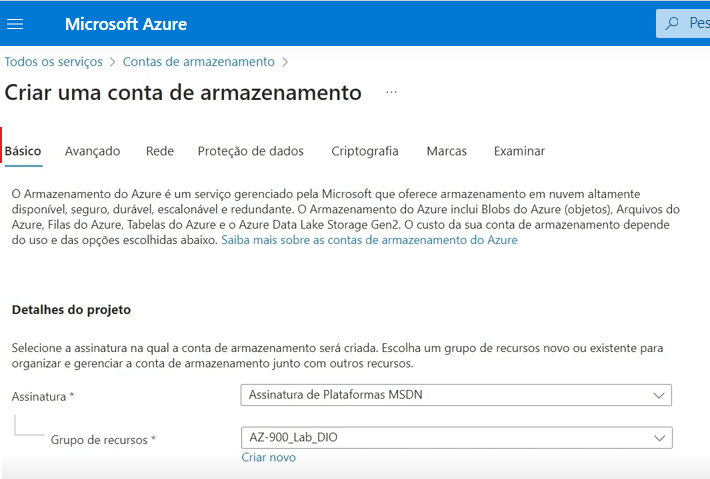 Microsoft Azure
Pes
Todos os serviços > Contas de armazenamento >
Criar uma conta de armazenamento ...
Básico Avançado Rede Proteção de dados Criptografia Marcas Examinar
O Armazenamento do Azure é um serviço gerenciado pela Microsoft que oferece armazenamento em nuvem altamente
disponível, seguro, durável, escalonável e redundante. O Armazenamento do Azure inclui Blobs do Azure (objetos), Arquivos do
Azure, Filas do Azure, Tabelas do Azure e o Azure Data Lake Storage Gen2. O custo da sua conta de armazenamento depende
do uso e das opções escolhidas abaixo. Saiba mais sobre as contas de armazenamento do Azure
Detalhes do projeto
Selecione a assinatura na qual a conta de armazenamento será criada. Escolha um grupo de recursos novo ou existente para
organizar e gerenciar a conta de armazenamento junto com outros recursos.
Assinatura * Assinatura de Plataformas MSDN
Grupo de recursos * AZ-900_Lab_DIO
Criar novo